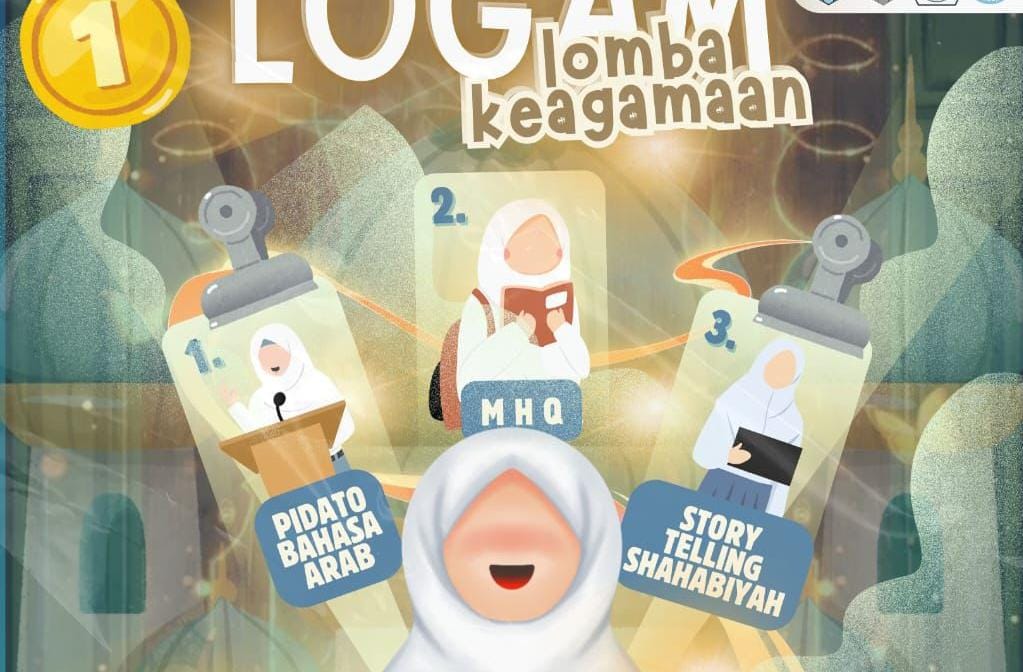 1
LOGAM
lomba
keagamaan
2.
MHQ
1.
PIDATO
BAHASA
ARAB
3.
STORY
TELLING
SHAHABIYAH